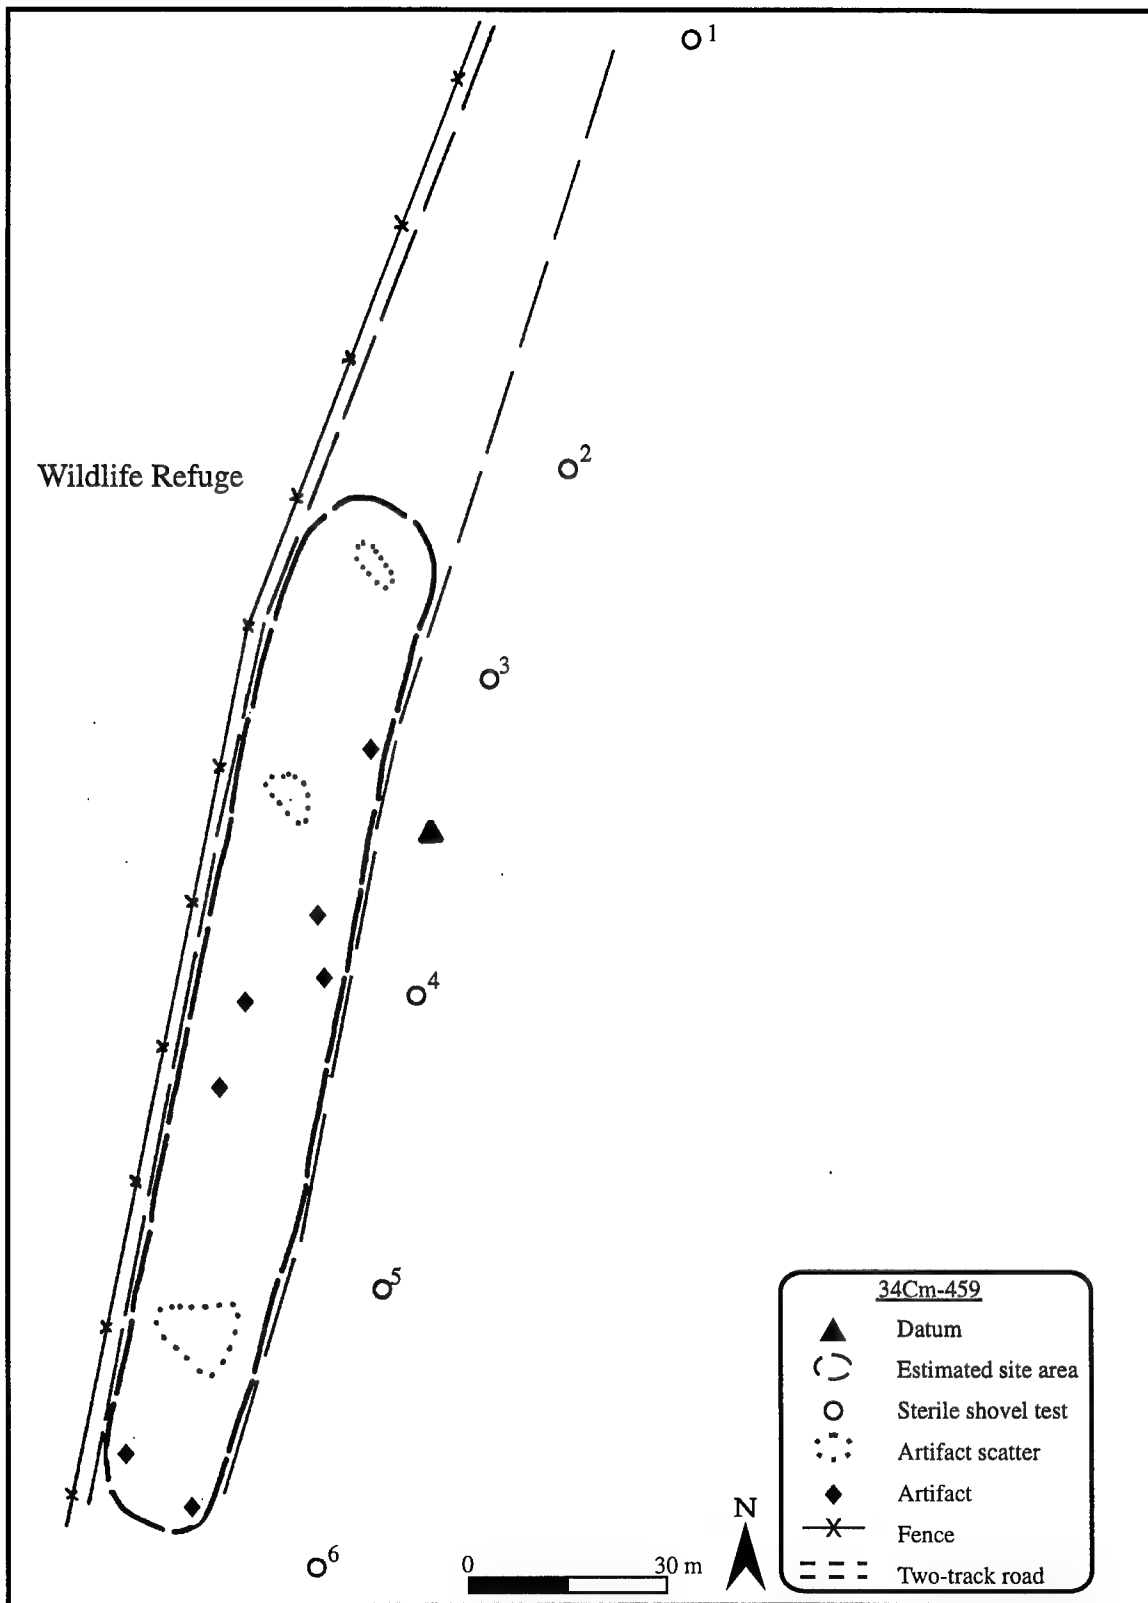 1
2
Wildlife Refuge
3
4
5
6
0 30 m
N
34Cm-459
Datum
Estimated site area
Sterile shovel test
Artifact scatter
Artifact
Fence
Two-track road